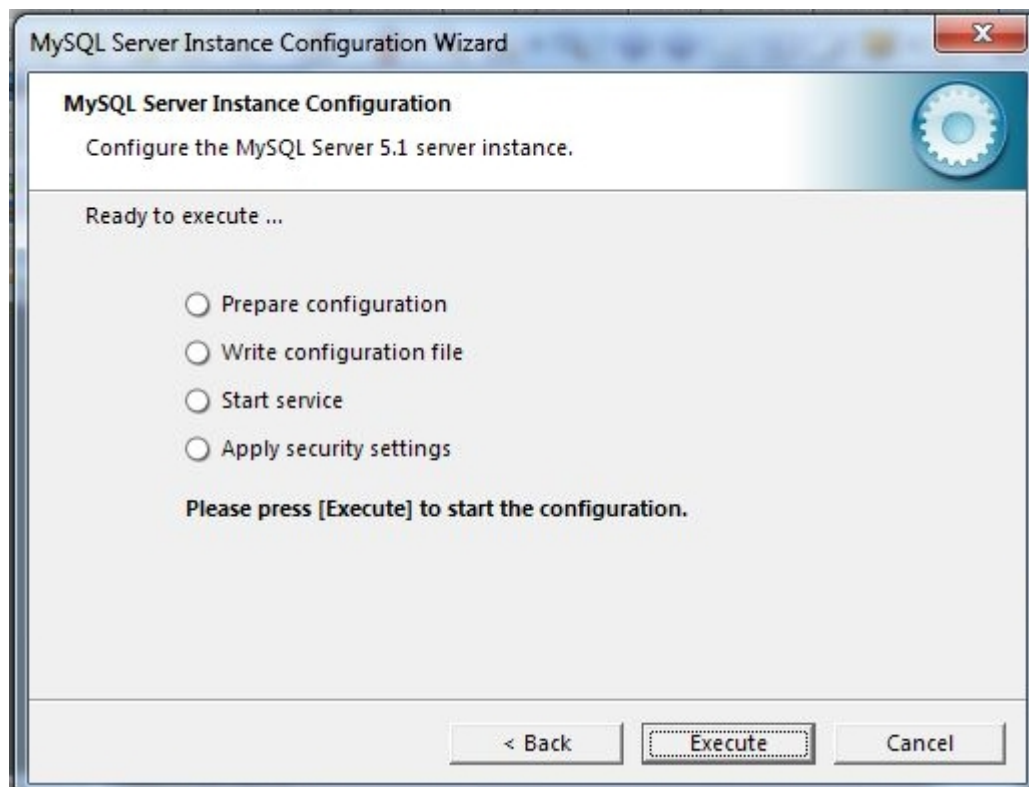 MySQL Server Instance Configuration Wizard
MySQL Server Instance Configuration
Configure the MySQL Server 5.1 server instance.
Ready to execute ...
Prepare configuration
Write configuration file
Start service
Apply security settings
Please press [Execute] to start the configuration.
< Back Execute Cancel